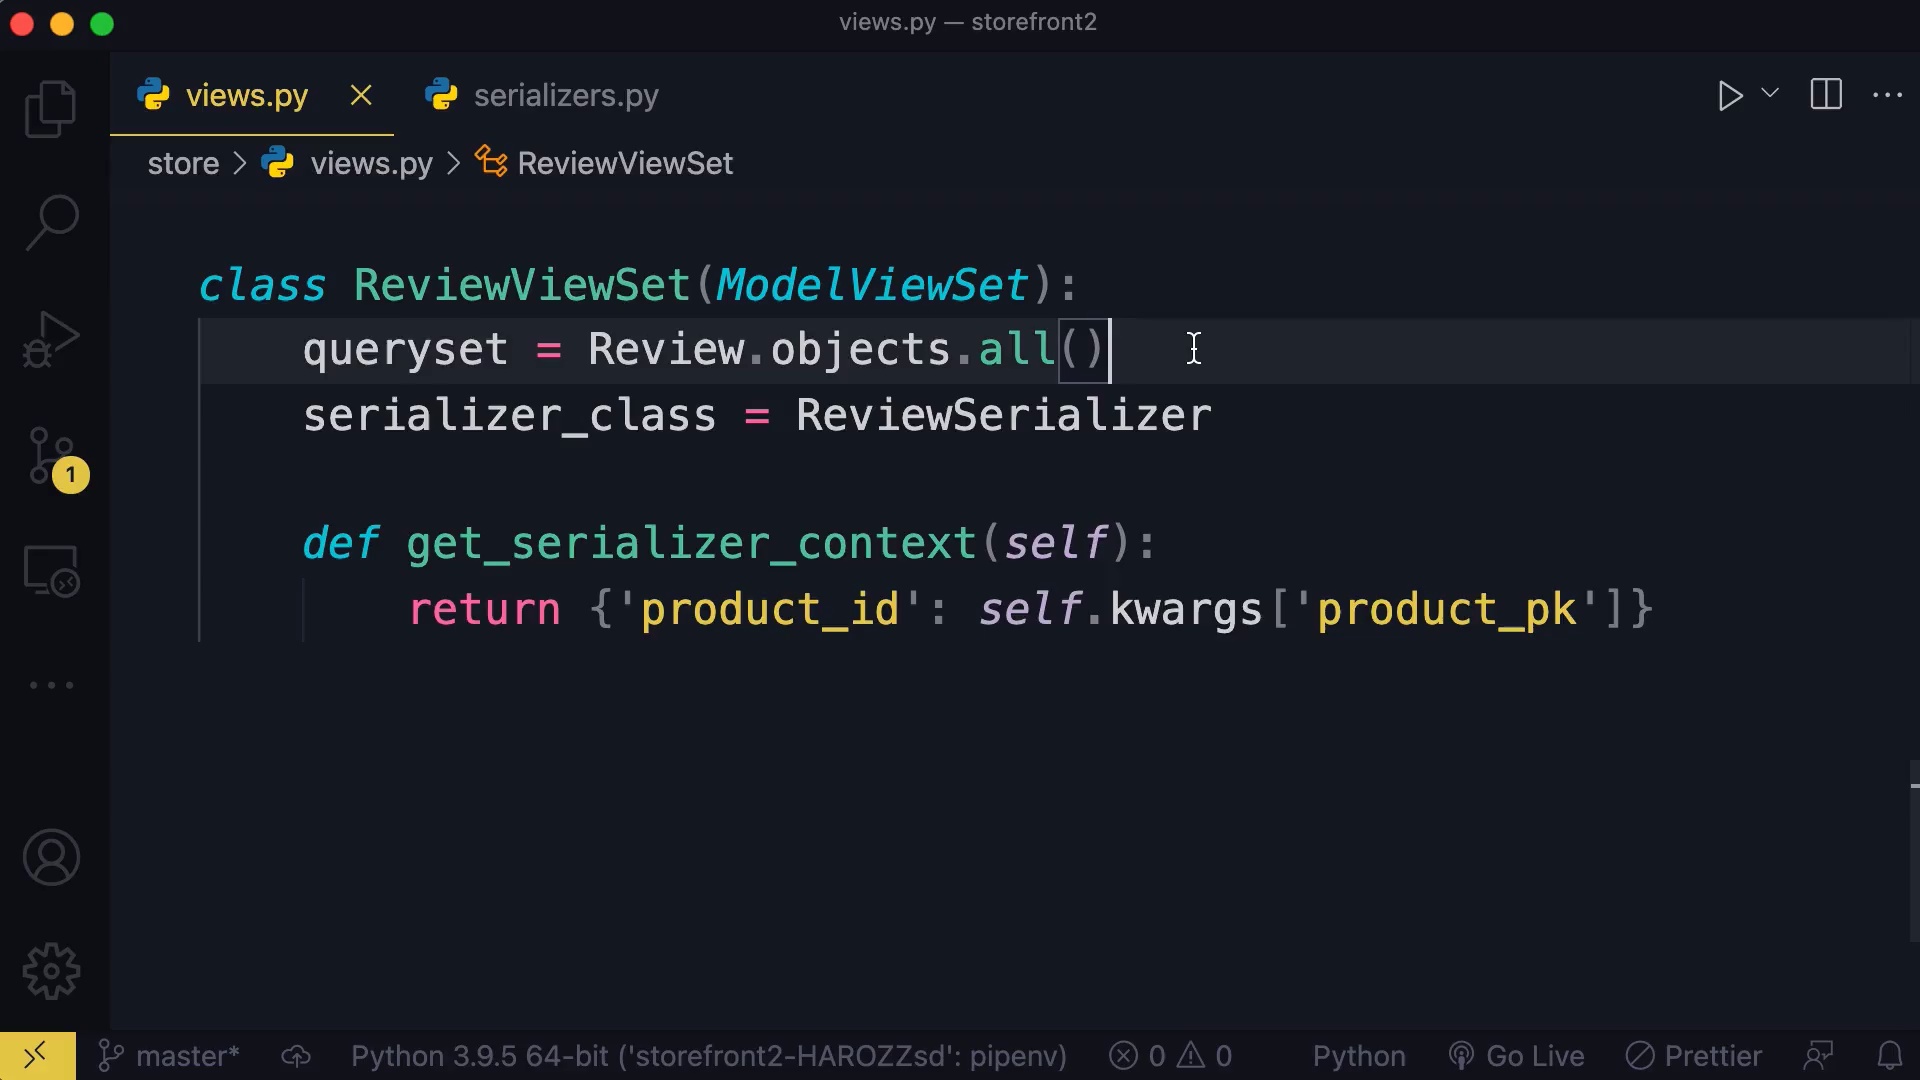 views.py — storefront2
views.py serializers.py
store > views.py > ReviewViewSet
class ReviewViewSet(ModelViewSet):
queryset = Review.objects.all()
serializer_class = ReviewSerializer
def get_serializer_context(self):
return {'product_id': self.kwargs['product_pk']}
1
master* Python 3.9.5 64-bit ('storefront2-HAROZZsd': pipenv) 0 0 Python Go Live Prettier